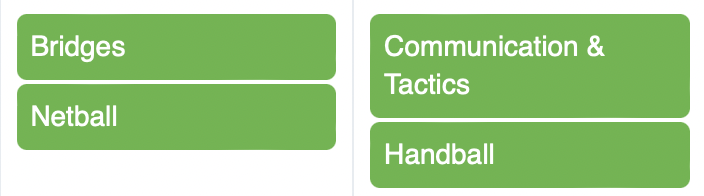 Bridges
Netball
Communication &
Tactics
Handball